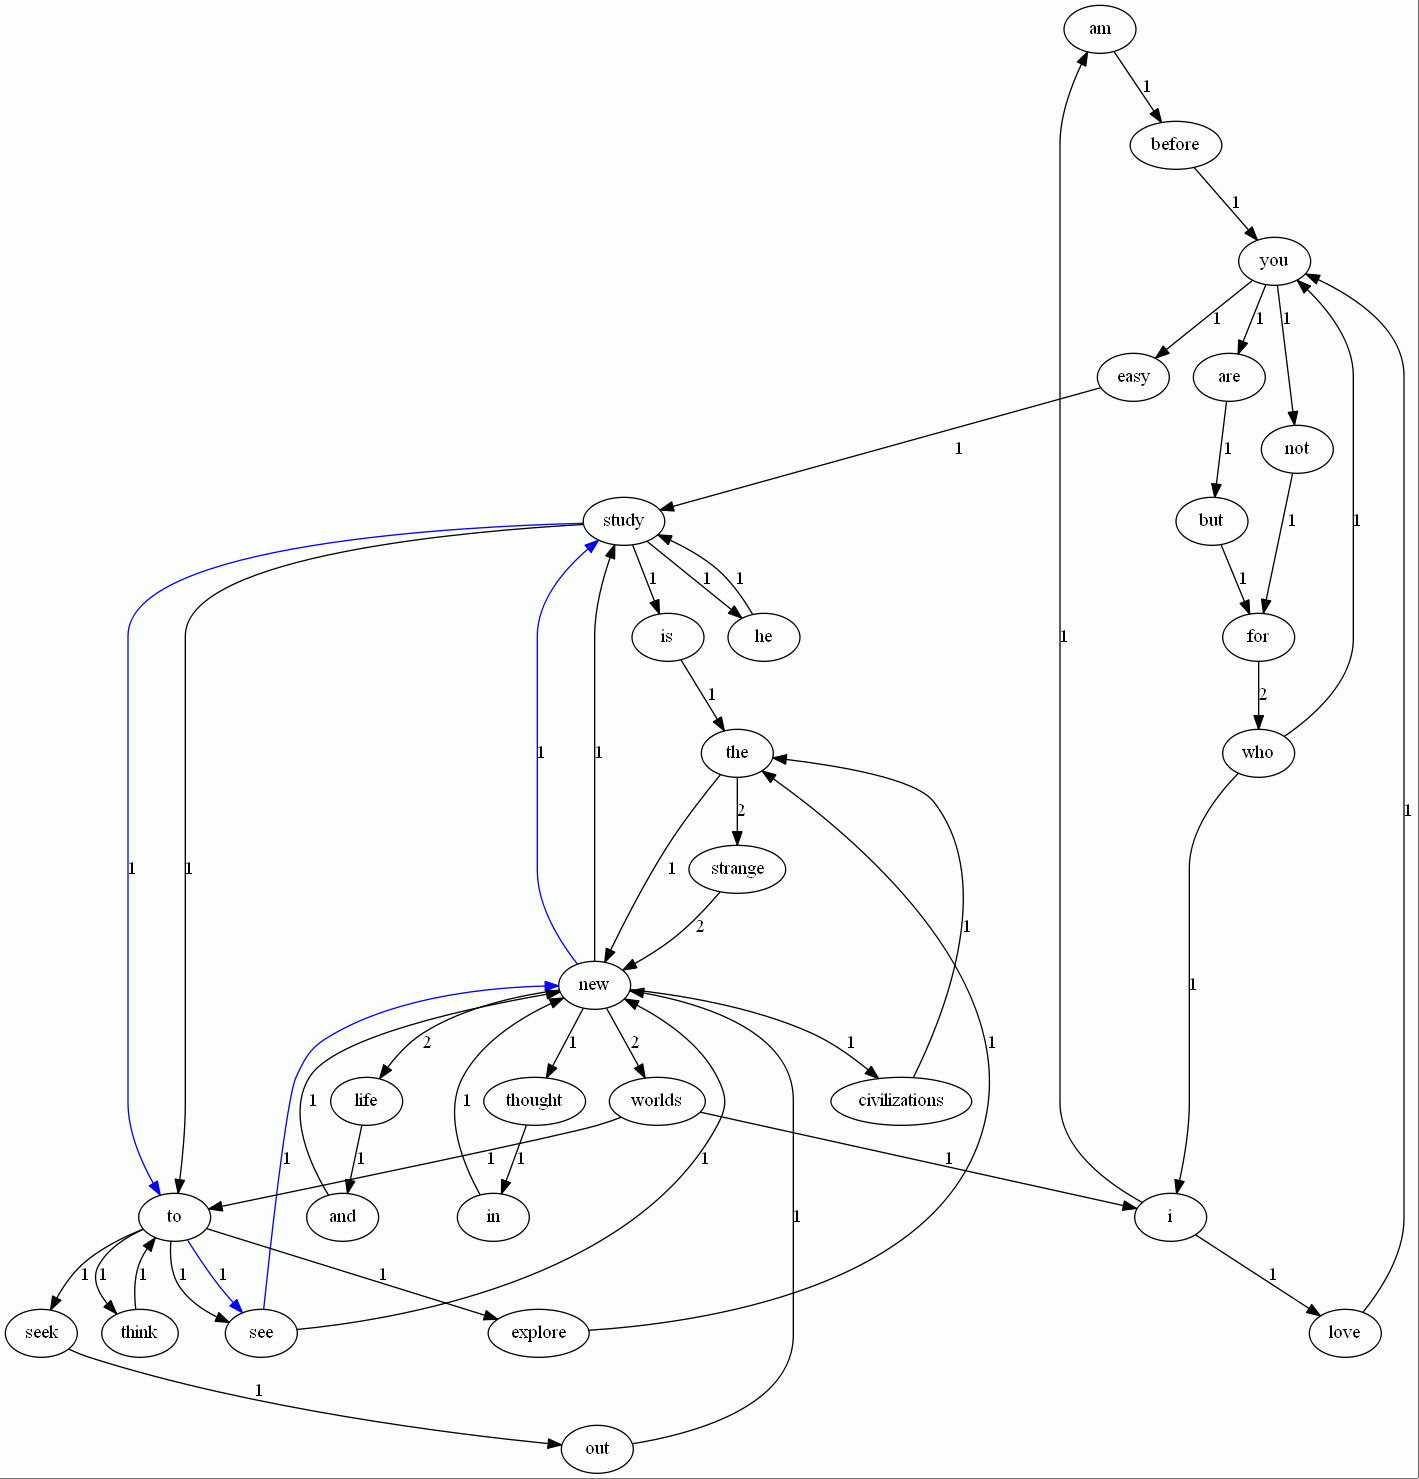 am
1
before
1
you
1 1 1
easy are not
1 1
study but 1 1
1 1 1 1
is he 1 for
1 2
the who
1 1 1 1
2 1
strange
1 1
2 1
new 1
2 1 2 1 1
life thought worlds civilizations
1 1
1 1 1 1 1 1
to and in 1 i
1 1 1 1 1 1 1 1
seek think see explore love
1
out